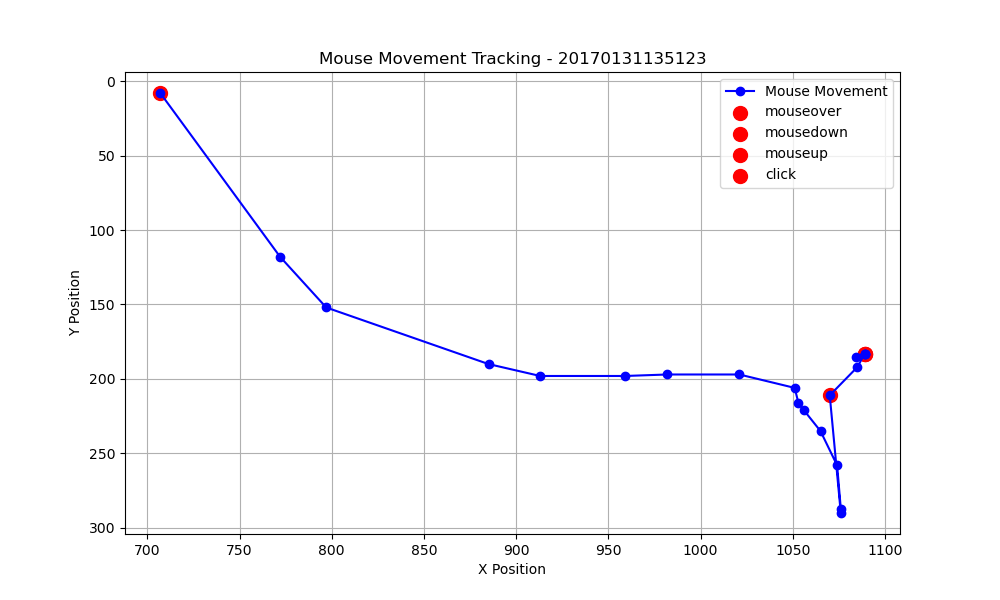 Mouse Movement Tracking - 20170131135123
Mouse Movement
mouseover
mousedown
mouseup
click
0
50
100
150
200
250
300
Y Position
700 750 800 850 900 950 1000 1050 1100
X Position